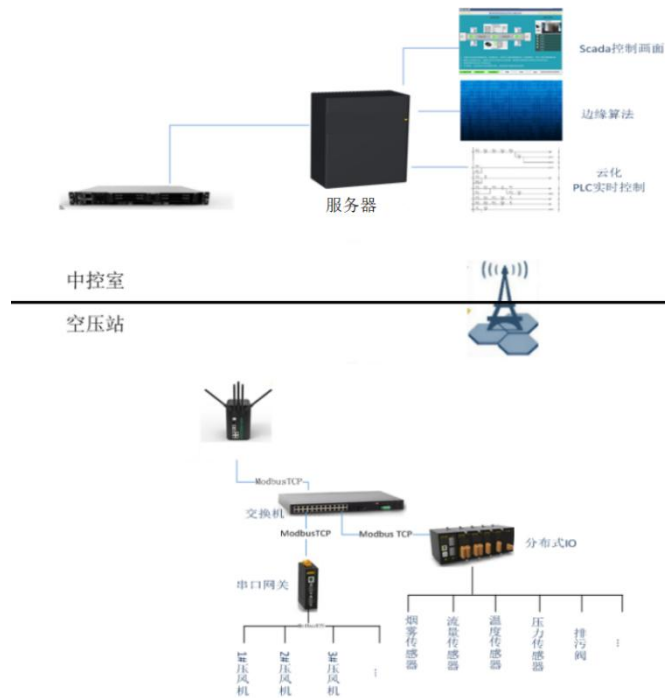 Scada控制画面
边缘算法
云化
PLC实时控制
服务器
中控室
空压站
ModbusTCP
交换机
ModbusTCP
Modbus TCP
分布式IO
串口网关
1#压风机
2#压风机
3#压风机
...
烟雾传感器
流量传感器
温度传感器
压力传感器
排污阀
...